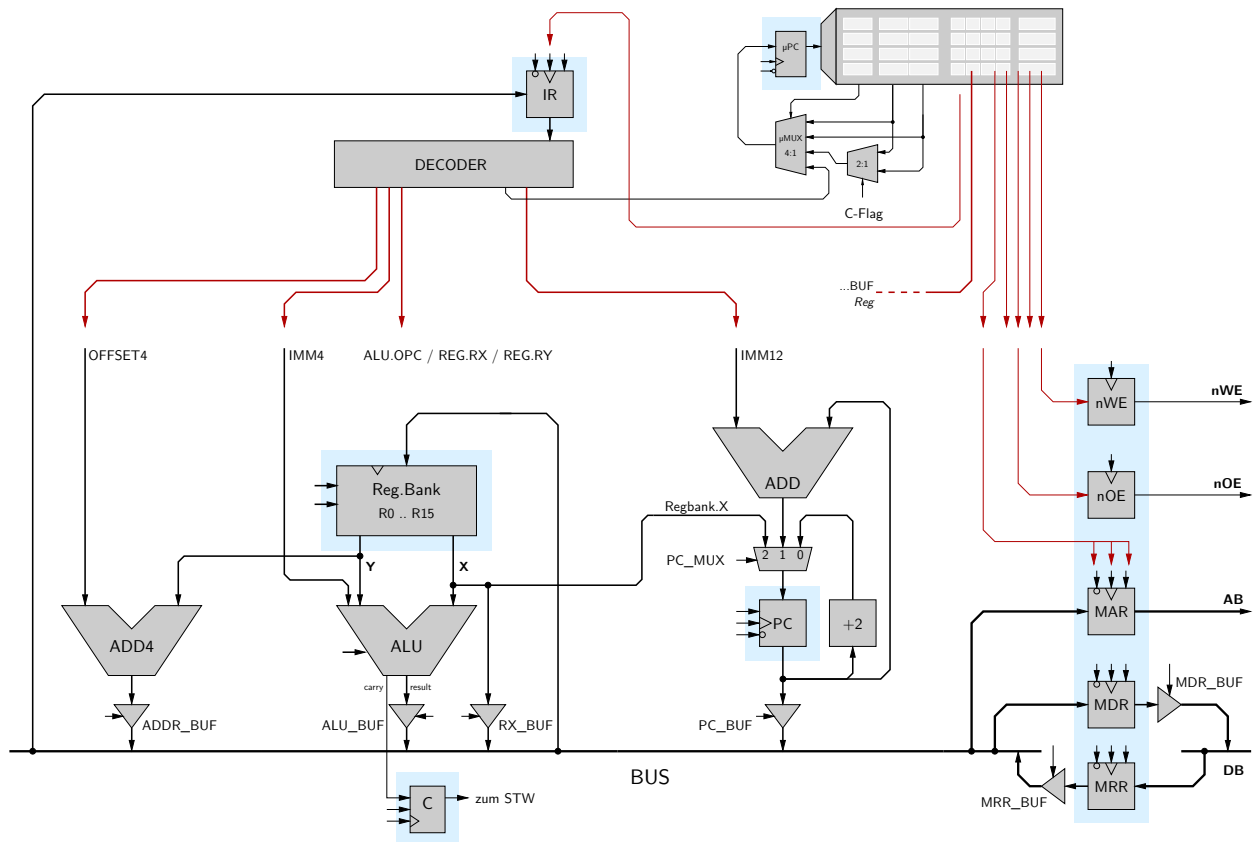 µPC
IR
µMUX
4:1
2:1
DECODER
C-Flag
...BUF
Reg
OFFSET4
IMM4
ALU.OPC / REG.RX / REG.RY
IMM12
nWE
nWE
ADD
Reg.Bank
R0 .. R15
nOE
nOE
Regbank.X
2 1 0
PC_MUX
Y
X
AB
MAR
PC
+2
ADD4
ALU
carry
result
MDR_BUF
MDR
ADDR_BUF
ALU_BUF
RX_BUF
PC_BUF
BUS
DB
MRR
MRR_BUF
C
zum STW